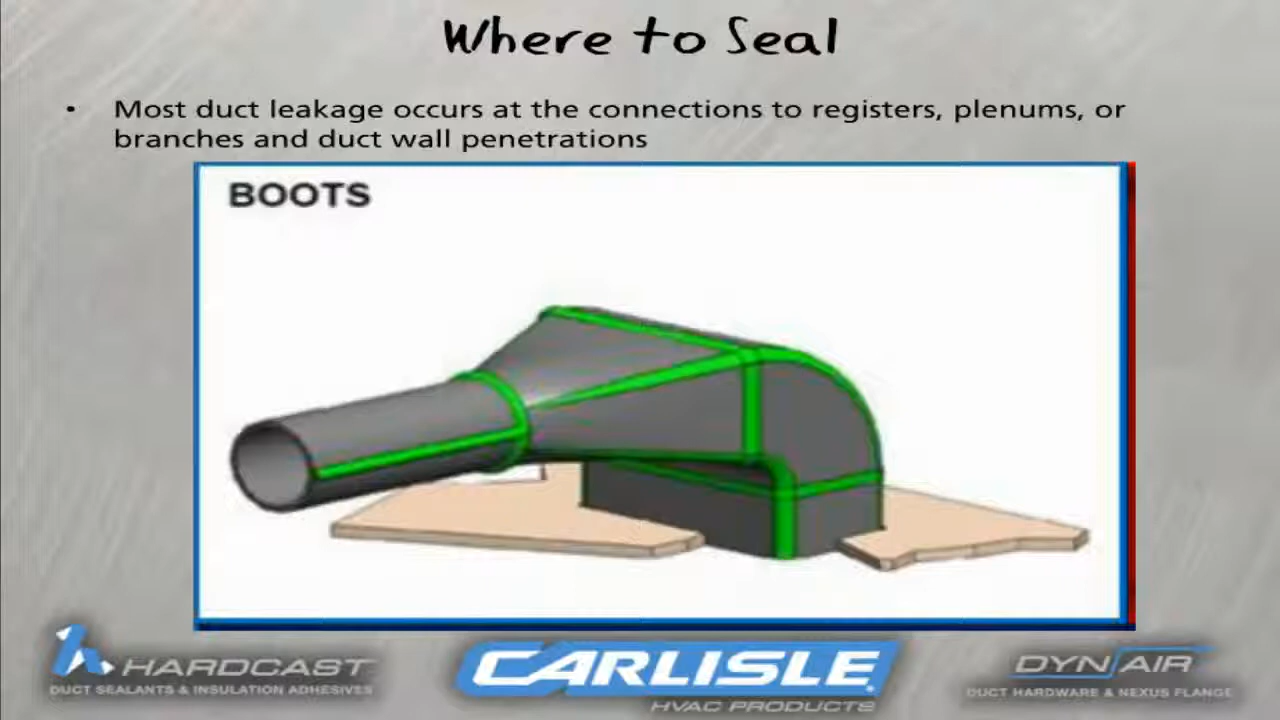 Where to Seal
• Most duct leakage occurs at the connections to registers, plenums, or
branches and duct wall penetrations
BOOTS
HARDCAST
DUCT SEALANTS & INSULATION ADHESIVES
CARLISLE®
HVAC PRODUCTS
DYN/AIR
DUCT HARDWARE & NEXUS FLANGE